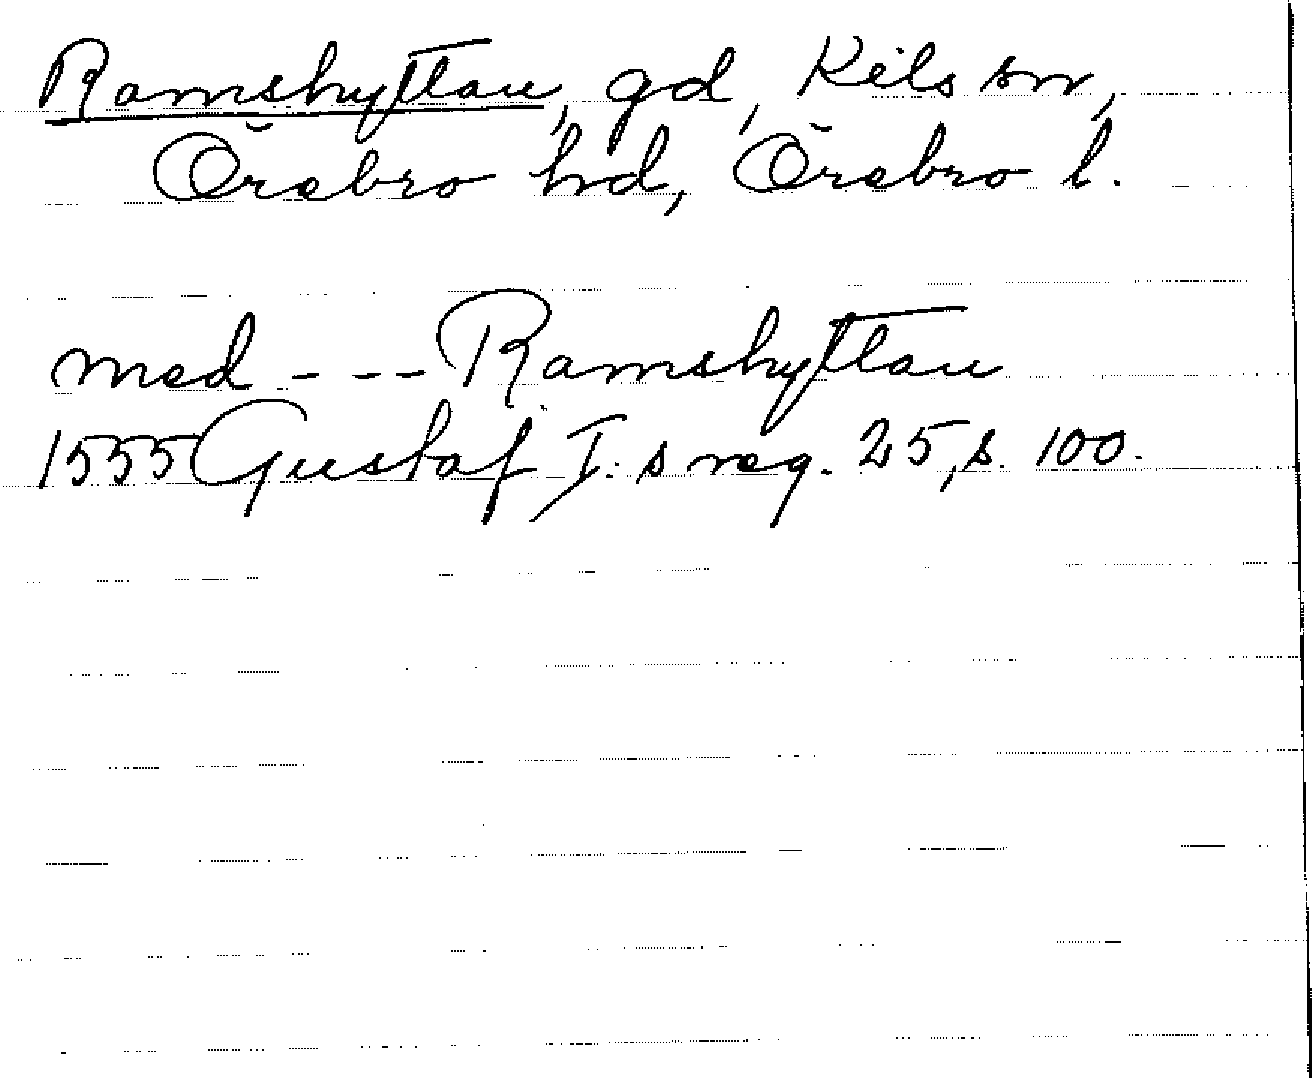 Ramshyttan, gd, Kils sn,
Örebro hd, Örebro l.
med --- Ramshyttan
1555 Gustaf I:s reg. 25, s. 100.